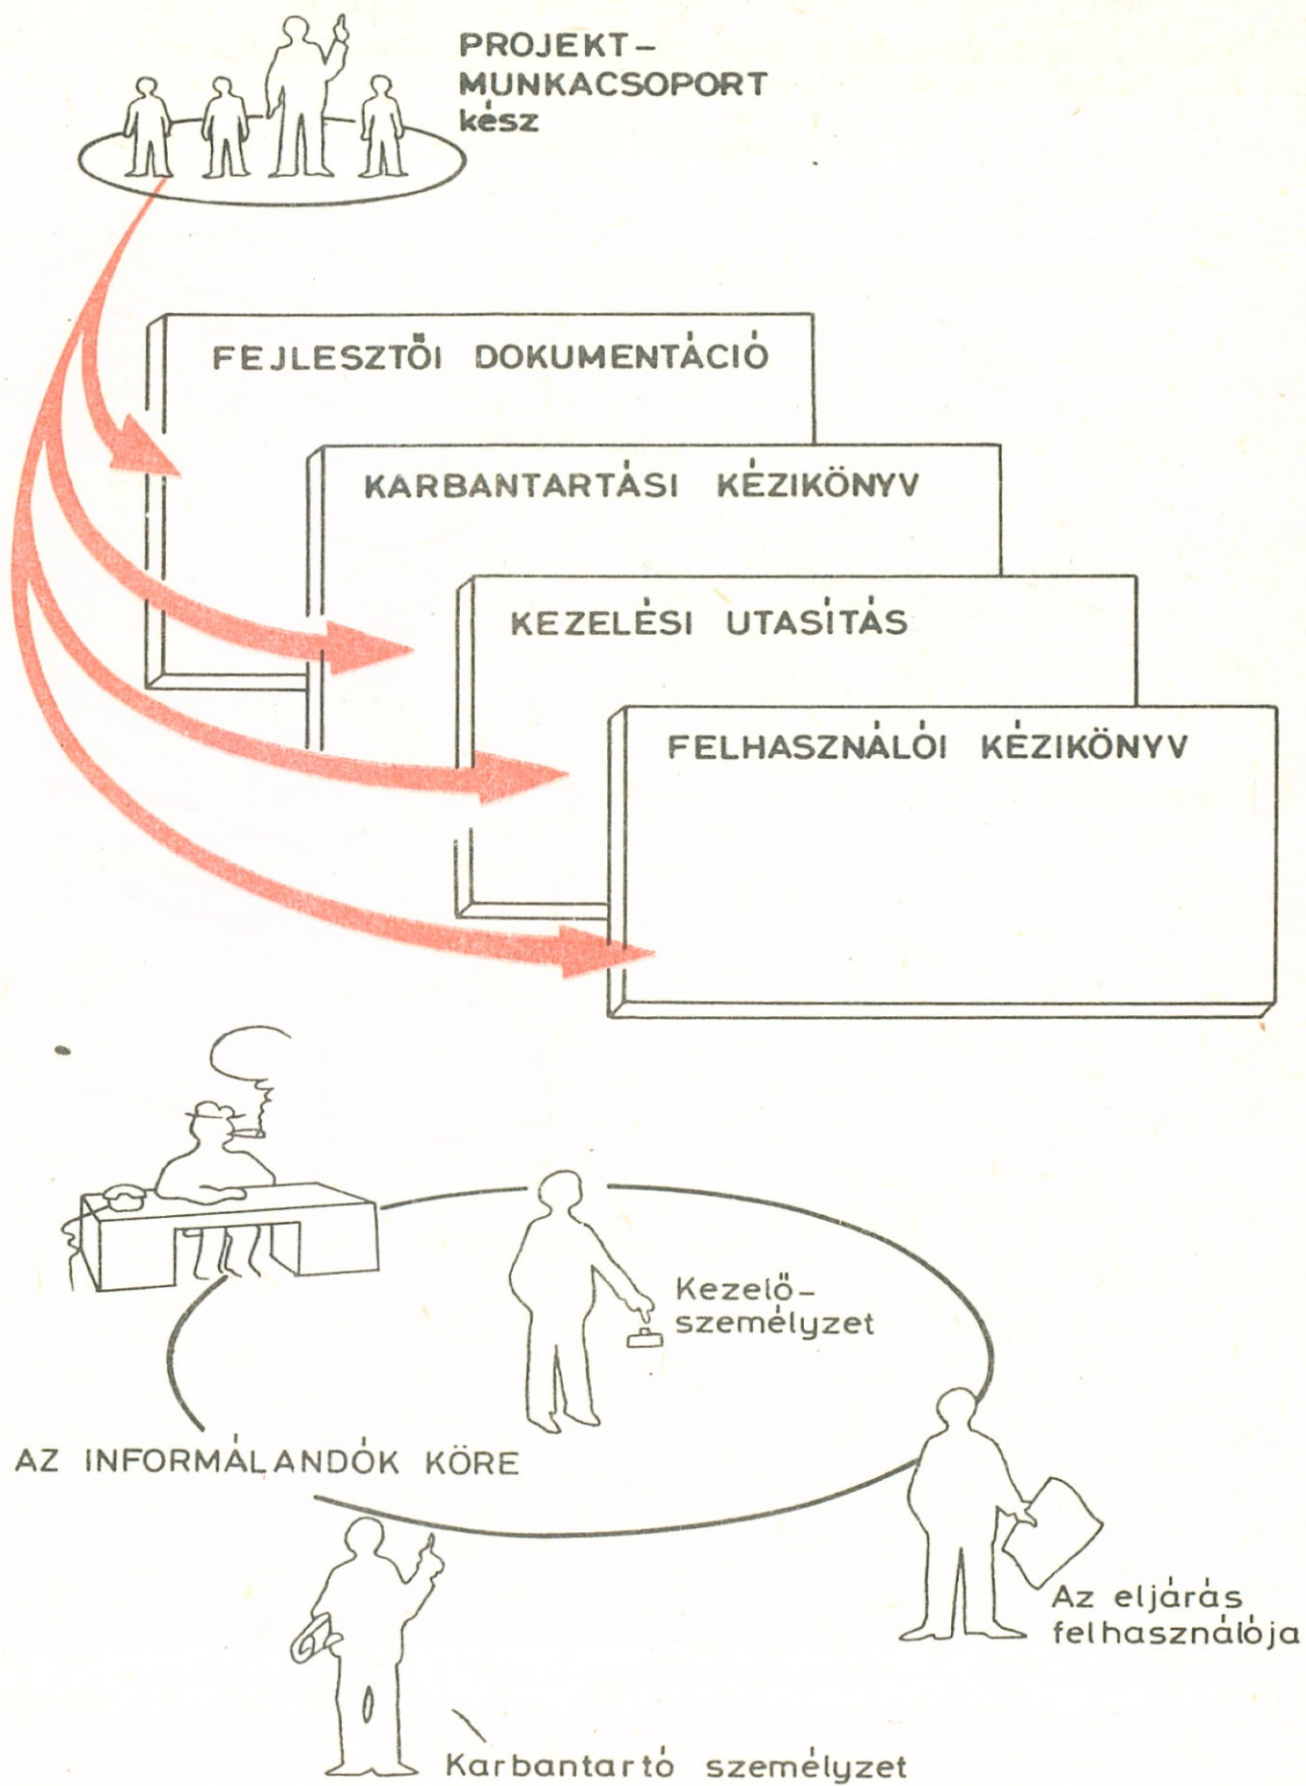 PROJEKT-
MUNKACSOPORT
kész
FEJLESZTŐI DOKUMENTÁCIÓ
KARBANTARTÁSI KÉZIKÖNYV
KEZELÉSI UTASÍTÁS
FELHASZNÁLÓI KÉZIKÖNYV
Kezelő-
személyzet
AZ INFORMÁLANDÓK KÖRE
Az eljárás
felhasználója
Karbantartó személyzet